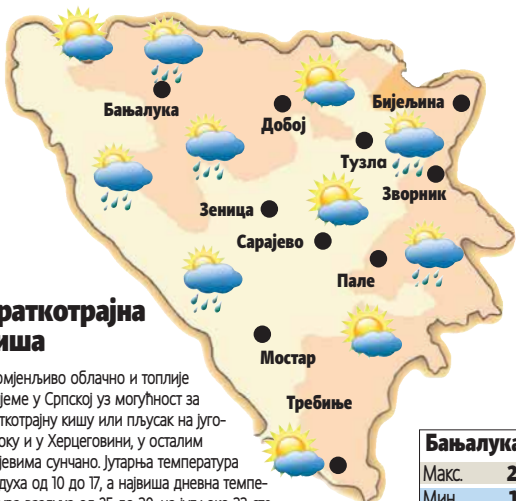 Бањалука
Добој
Бијељина
Тузла
Зворник
Зеница
Сарајево
Пале
Мостар
Требиње
раткотрајна
иша
омјенљиво облачно и топлије
ијеме у Српској уз могућност за
ткотрајну кишу или пљусак на југо-
оку и у Херцеговини, у осталим
јевима сунчано. Јутарња температура
духа од 10 до 17, а највиша дневна темпе-
Бањалука
Макс. 2
Мин. 1